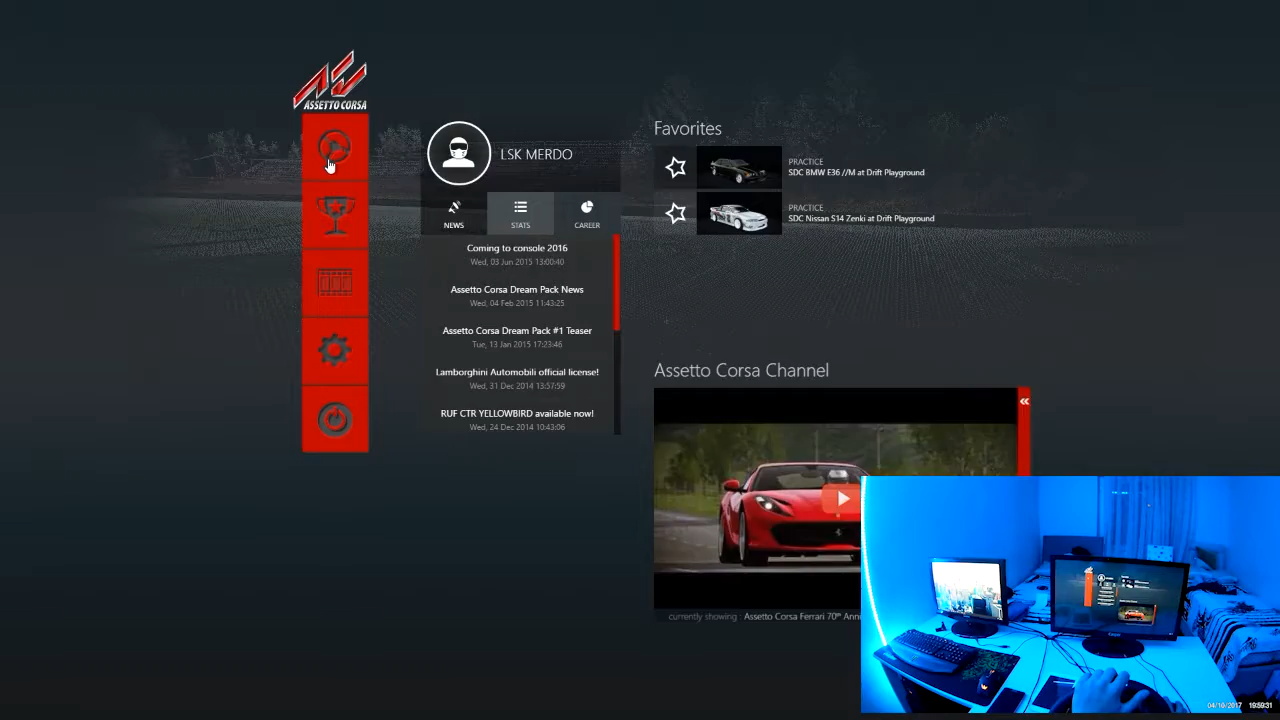 ASSETTO CORSA
LSK MERDO
NEWS
STATS
CAREER
Coming to console 2016
Wed, 03 Jun 2015 13:00:40
Assetto Corsa Dream Pack News
Wed, 04 Feb 2015 11:43:25
Assetto Corsa Dream Pack #1 Teaser
Tue, 13 Jan 2015 17:23:46
Lamborghini Automobili official license!
Wed, 31 Dec 2014 13:57:59
RUF CTR YELLOWBIRD available now!
Wed, 24 Dec 2014 10:43:06
Favorites
PRACTICE
SDC BMW E36 //M at Drift Playground
PRACTICE
SDC Nissan S14 Zenki at Drift Playground
Assetto Corsa Channel
currently showing : Assetto Corsa Ferrari 70th Anni
04/10/2017 19:59:31